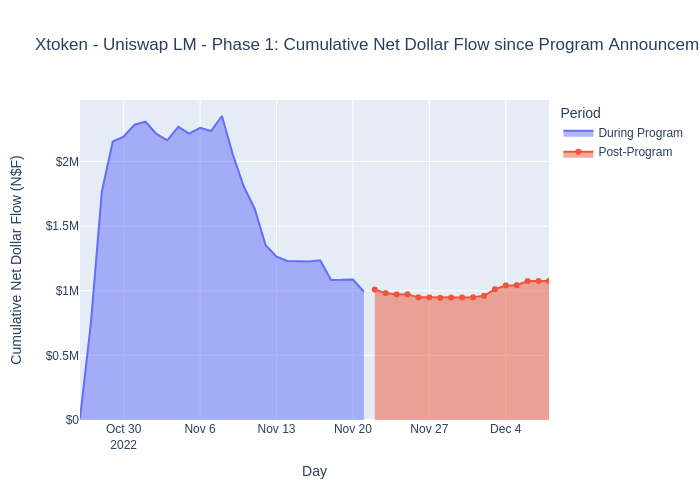 Xtoken - Uniswap LM - Phase 1: Cumulative Net Dollar Flow since Program Announcem
Period
During Program
Post-Program
Cumulative Net Dollar Flow (N$F)
$2M
$1.5M
$1M
$0.5M
$0
Oct 30
2022
Nov 6
Nov 13
Nov 20
Nov 27
Dec 4
Day